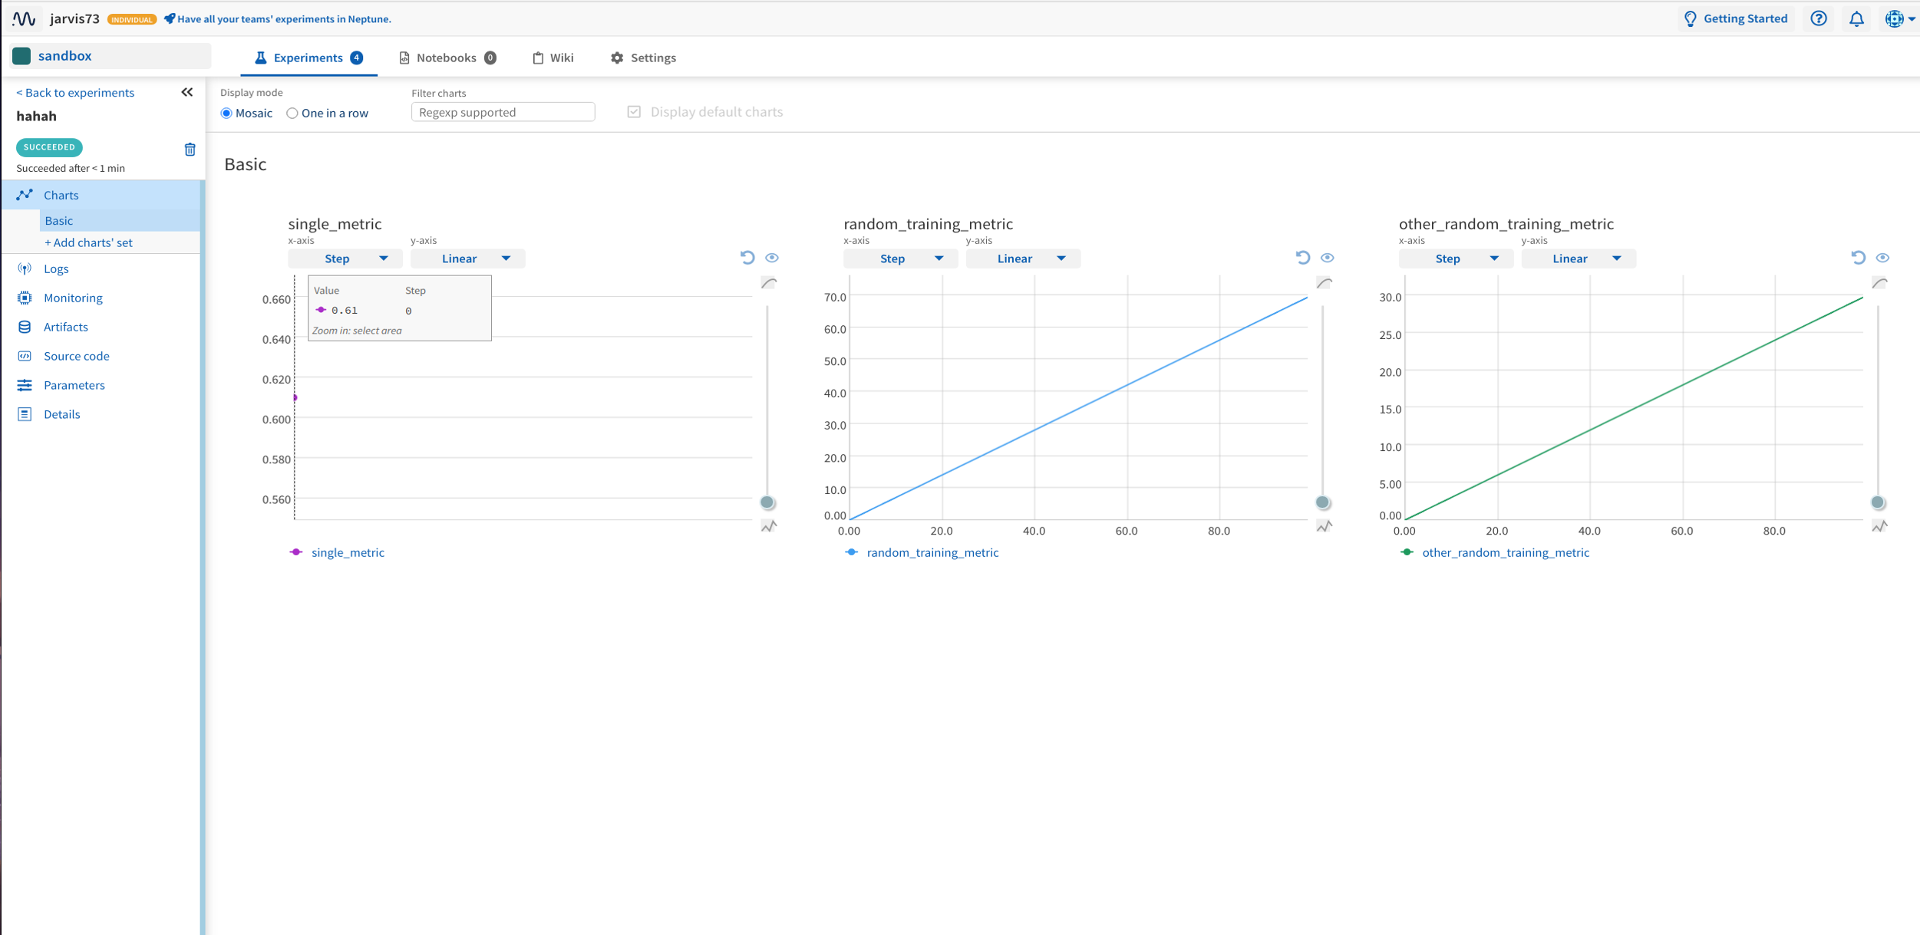 jarvis73 INDIVIDUAL Have all your teams' experiments in Neptune. Getting Started
sandbox Experiments 4 Notebooks 0 Wiki Settings
< Back to experiments
hahah
SUCCEEDED
Succeeded after < 1 min
Charts
Basic
+ Add charts' set
Logs
Monitoring
Artifacts
Source code
Parameters
Details
Display mode
Mosaic One in a row
Filter charts
Regexp supported
Display default charts
Basic
single_metric
x-axis y-axis
Step Linear
Value Step
0.61 0
Zoom in: select area
0.660
0.640
0.620
0.600
0.580
0.560
single_metric
random_training_metric
x-axis y-axis
Step Linear
70.0
60.0
50.0
40.0
30.0
20.0
10.0
0.00
0.00 20.0 40.0 60.0 80.0
random_training_metric
other_random_training_metric
x-axis y-axis
Step Linear
30.0
25.0
20.0
15.0
10.0
5.00
0.00
0.00 20.0 40.0 60.0 80.0
other_random_training_metric